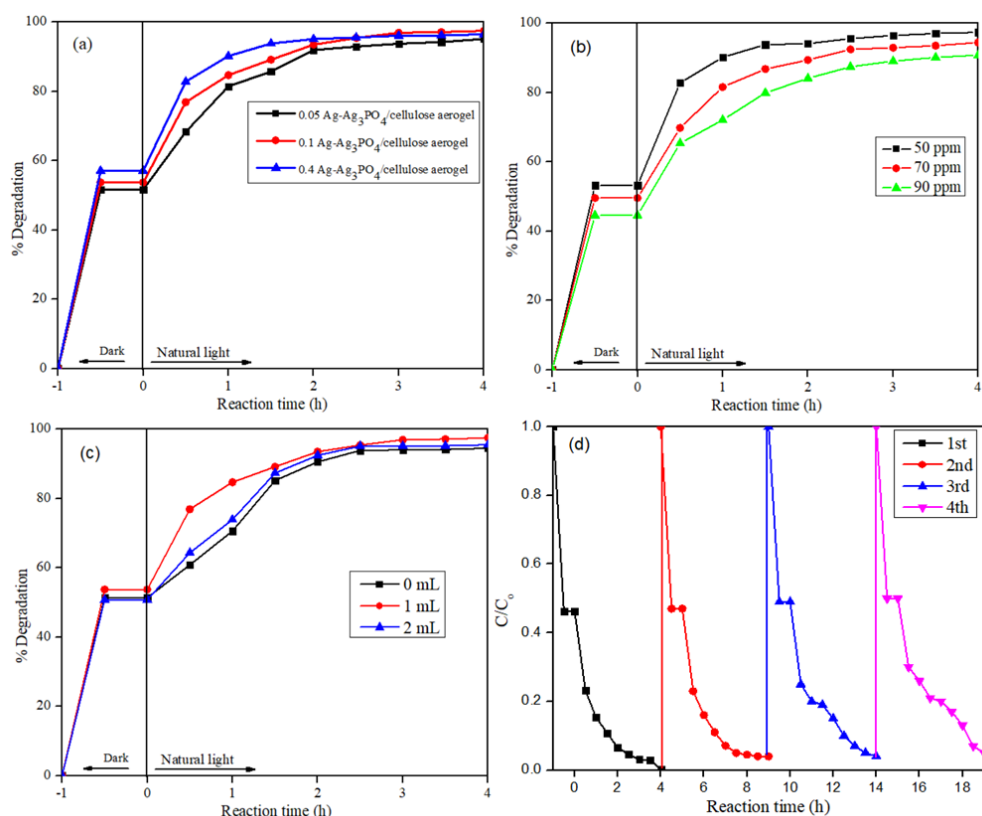 (a)
100
80
60
40
20
0
% Degradation
0.05 Ag-Ag₃PO₄/cellulose aerogel
0.1 Ag-Ag₃PO₄/cellulose aerogel
0.4 Ag-Ag₃PO₄/cellulose aerogel
Dark
Natural light
-1 0 1 2 3 4
Reaction time (h)
(b)
100
80
60
40
20
0
% Degradation
50 ppm
70 ppm
90 ppm
Dark
Natural light
-1 0 1 2 3 4
Reaction time (h)
(c)
100
80
60
40
20
0
% Degradation
0 mL
1 mL
2 mL
Dark
Natural light
-1 0 1 2 3 4
Reaction time (h)
(d)
1.0
0.8
0.6
0.4
0.2
0.0
C/Cₒ
1st
2nd
3rd
4th
0 2 4 6 8 10 12 14 16 18
Reaction time (h)